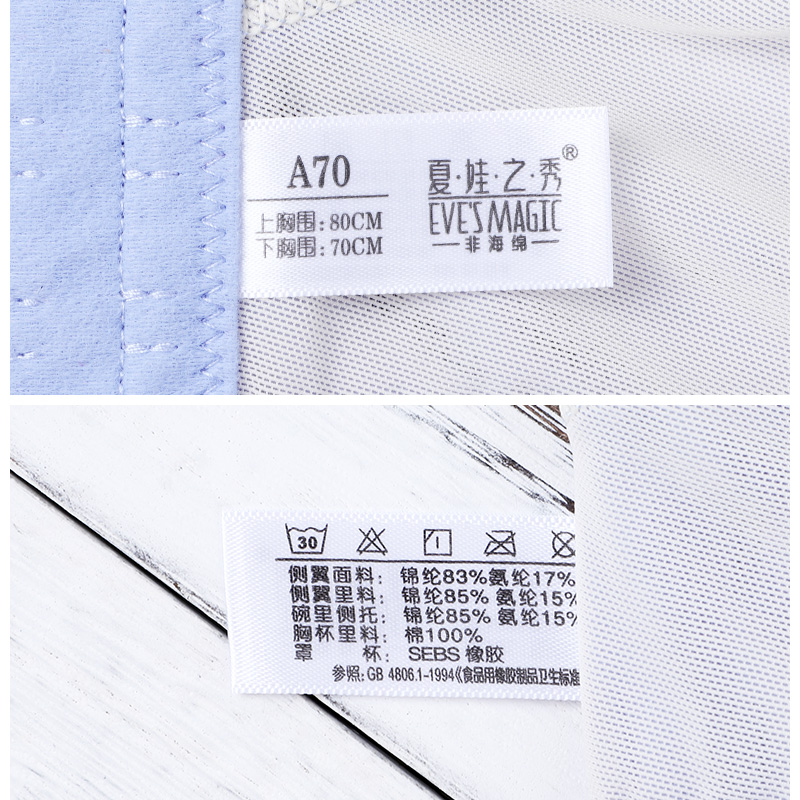 A70
上胸围:80CM
下胸围:70CM
夏·娃·之·秀®
EVE'S MAGIC
非海绵
30
侧翼面料: 锦纶83%氨纶17%
侧翼里料: 锦纶85% 氨纶15%
碗里侧托: 锦纶85% 氨纶15%
胸杯里料: 棉100%
罩 杯: SEBS 橡胶
参照:GB 4806.1-1994《食品用橡胶制品卫生标准